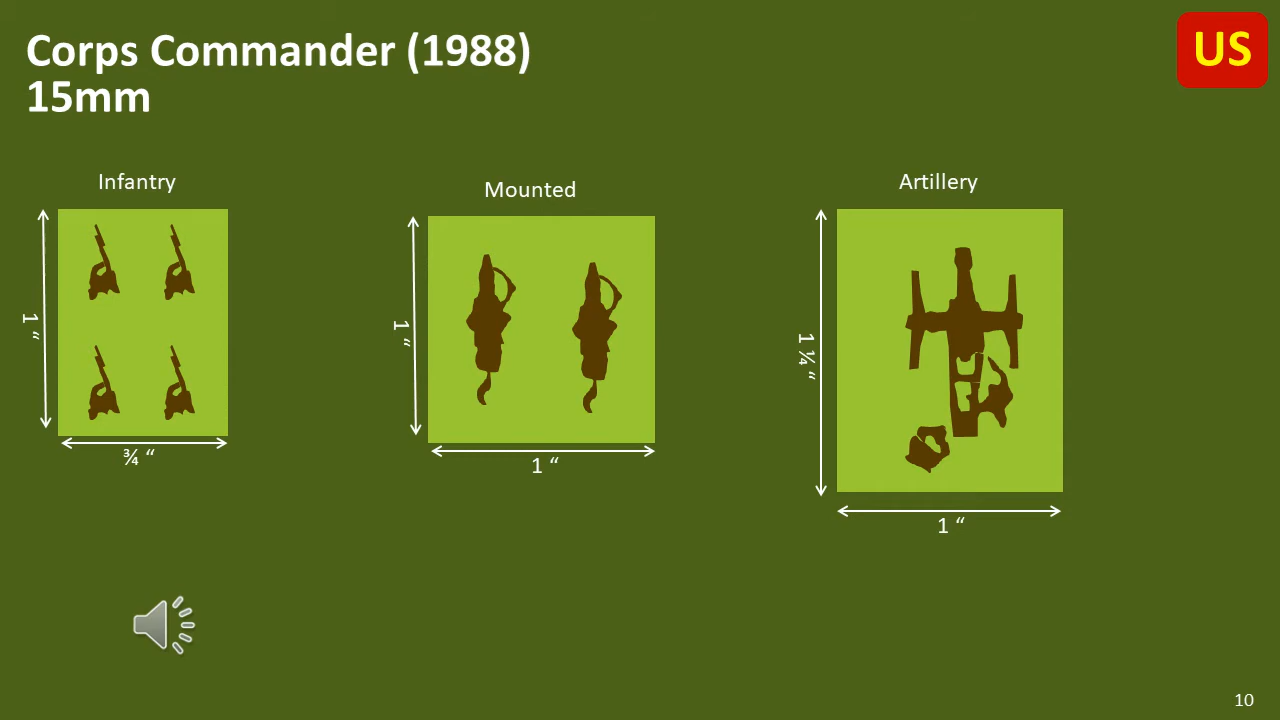 Corps Commander (1988)
15mm
US
Infantry
1 “
¾ “
Mounted
1 “
1 “
Artillery
1 ¼ “
1 “
10